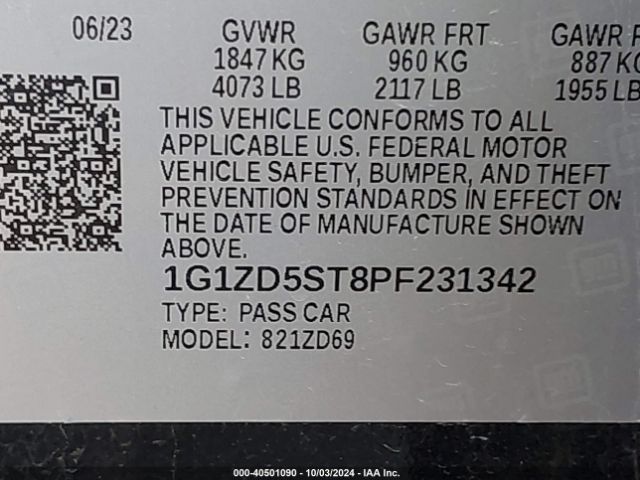 06/23 GVWR GAWR FRT GAWR
1847 KG 960 KG 887 KG
4073 LB 2117 LB 1955 LB
THIS VEHICLE CONFORMS TO ALL
APPLICABLE U.S. FEDERAL MOTOR
VEHICLE SAFETY, BUMPER, AND THEFT
PREVENTION STANDARDS IN EFFECT ON
THE DATE OF MANUFACTURE SHOWN
ABOVE.
1G1ZD5ST8PF231342
TYPE: PASS CAR
MODEL: 821ZD69
000-40501090 - 10/03/2024 - IAA Inc.